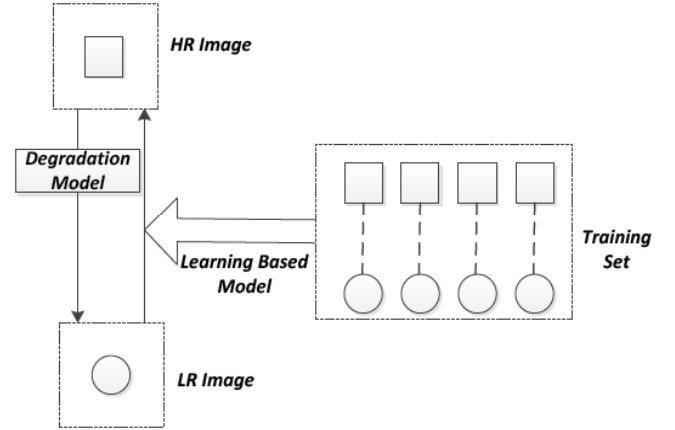 HR Image
Degradation
Model
Learning Based
Model
Training
Set
LR Image